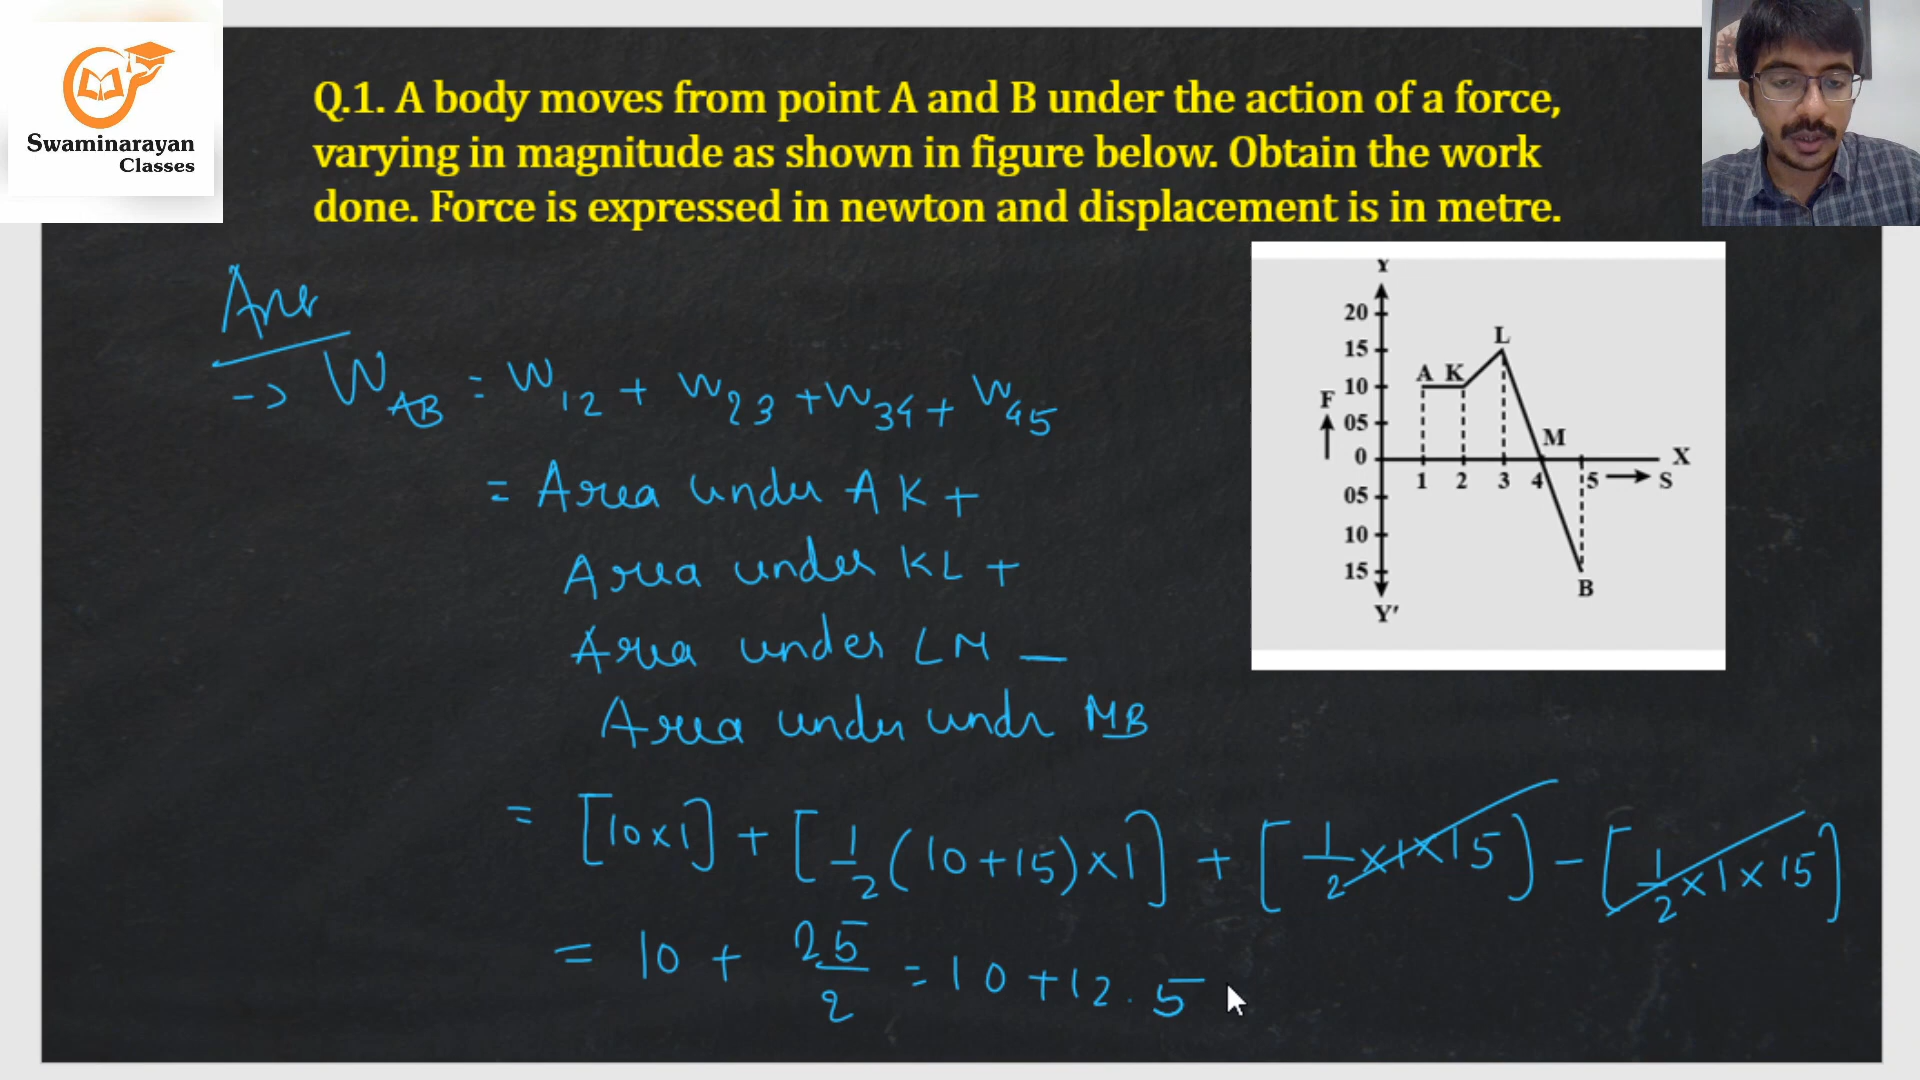 Swaminarayan
Classes
Q.1. A body moves from point A and B under the action of a force,
varying in magnitude as shown in figure below. Obtain the work
done. Force is expressed in newton and displacement is in metre.
Ans
→ W_AB = W_12 + W_23 + W_34 + W_45
= Area under AK +
Area under KL +
Area under LM –
Area under under MB
= [10×1] + [1/2 (10+15)×1] + [1/2×1×15] – [1/2×1×15]
= 10 + 25/2 = 10+12.5
Y
20
15
10
05
0
05
10
15
Y′
F
A K
L
M
X
1 2 3 4 5 S
B